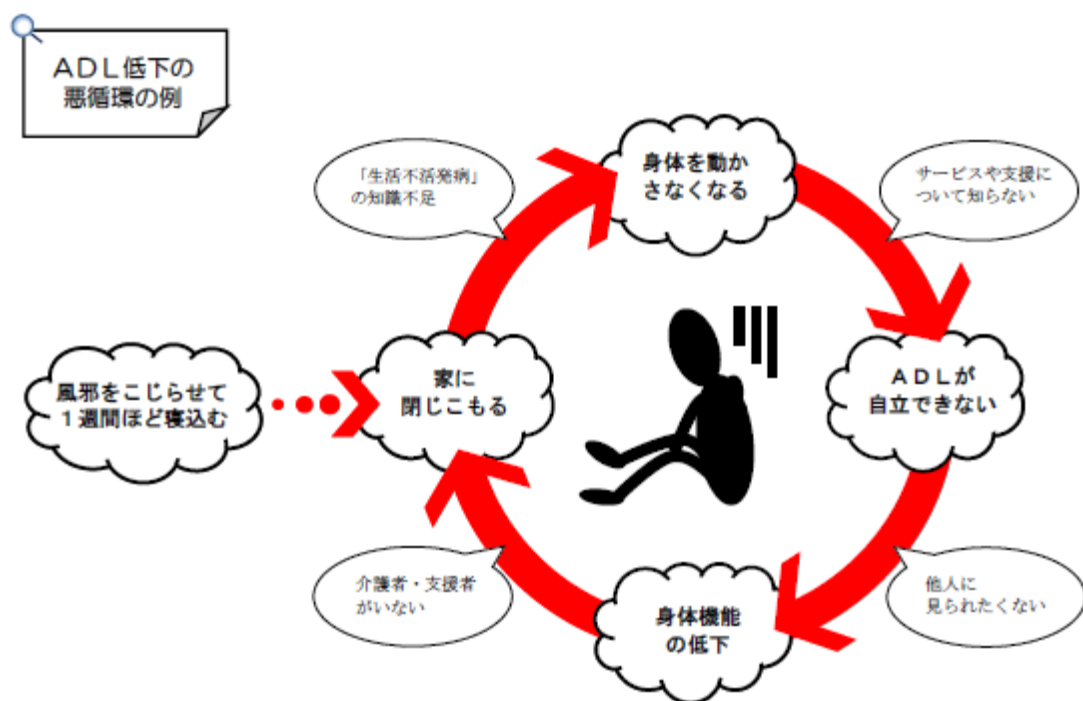 ADL低下の
悪循環の例
身体を動か
さなくなる
「生活不活発病」
の知識不足
サービスや支援に
ついて知らない
風邪をこじらせて
1週間ほど寝込む
家に
閉じこもる
ADLが
自立できない
介護者・支援者
がいない
身体機能
の低下
他人に
見られたくない